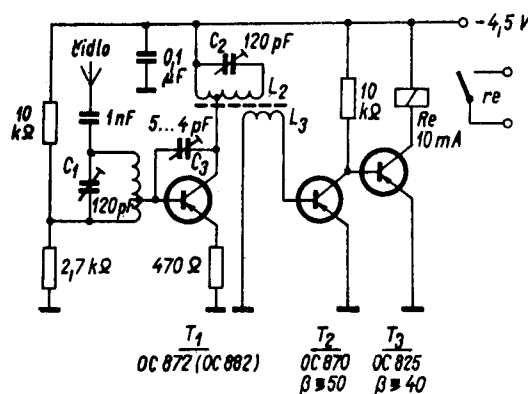 -4,5 V
čidlo
0,1
µF
C2
120 pF
L2
L3
10
kΩ
1nF
5...4 pF
C3
C1
120 pF
2,7 kΩ
470 Ω
10
kΩ
Re
10 mA
re
T1
OC 872 (OC 882)
T2
OC 870
β ≡ 50
T3
OC 825
β ≡ 40